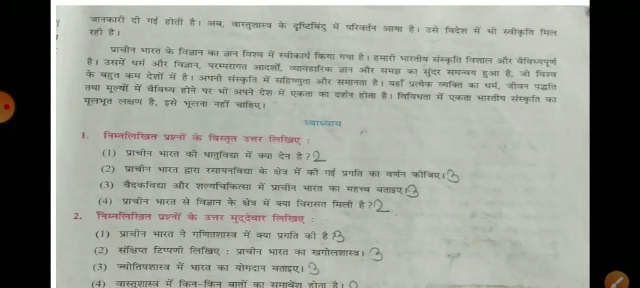 जानकारी दी गई होती है। अब, वास्तुशास्त्र के दृष्टिबिंदु में परिवर्तन आया है। उसे विदेश में भी स्वीकृति मिल
रही है।
प्राचीन भारत के विज्ञान का ज्ञान विश्व में स्वीकार्य किया गया है। हमारी भारतीय संस्कृति विशाल और वैविध्यपूर्ण
है। उसमें धर्म और विज्ञान, परम्परागत आदर्शों, व्यावहारिक ज्ञान और समझ का सुंदर समन्वय हुआ है, जो विश्व
के बहुत कम देशों में है। अपनी संस्कृति में सहिष्णुता और समानता है। यहाँ प्रत्येक व्यक्ति का धर्म, जीवन पद्धति
तथा मूल्यों में वैविध्य होने पर भी अपने देश में एकता का दर्शन होता है। विविधता में एकता भारतीय संस्कृति का
मूलभूत लक्षण है, इसे भूलना नहीं चाहिए।
स्वाध्याय
1. निम्नलिखित प्रश्नों के विस्तृत उत्तर लिखिए :
(1) प्राचीन भारत की धातुविद्या में क्या देन है? 2
(2) प्राचीन भारत द्वारा रसायनविद्या के क्षेत्र में की गई प्रगति का वर्णन कीजिए। 3
(3) वैदकविद्या और शल्यचिकित्सा में प्राचीन भारत का महत्त्व बताइए। 3
(4) प्राचीन भारत से विज्ञान के क्षेत्र में क्या विरासत मिली है? 2
2. निम्नलिखित प्रश्नों के उत्तर मुद्देवार लिखिए :
(1) प्राचीन भारत ने गणितशास्त्र में क्या प्रगति की है? 3
(2) संक्षिप्त टिप्पणी लिखिए : प्राचीन भारत का खगोलशास्त्र। 3
(3) ज्योतिषशास्त्र में भारत का योगदान बताइए। 3
(4) वास्तुशास्त्र में किन-किन बातों का समावेश होता है।